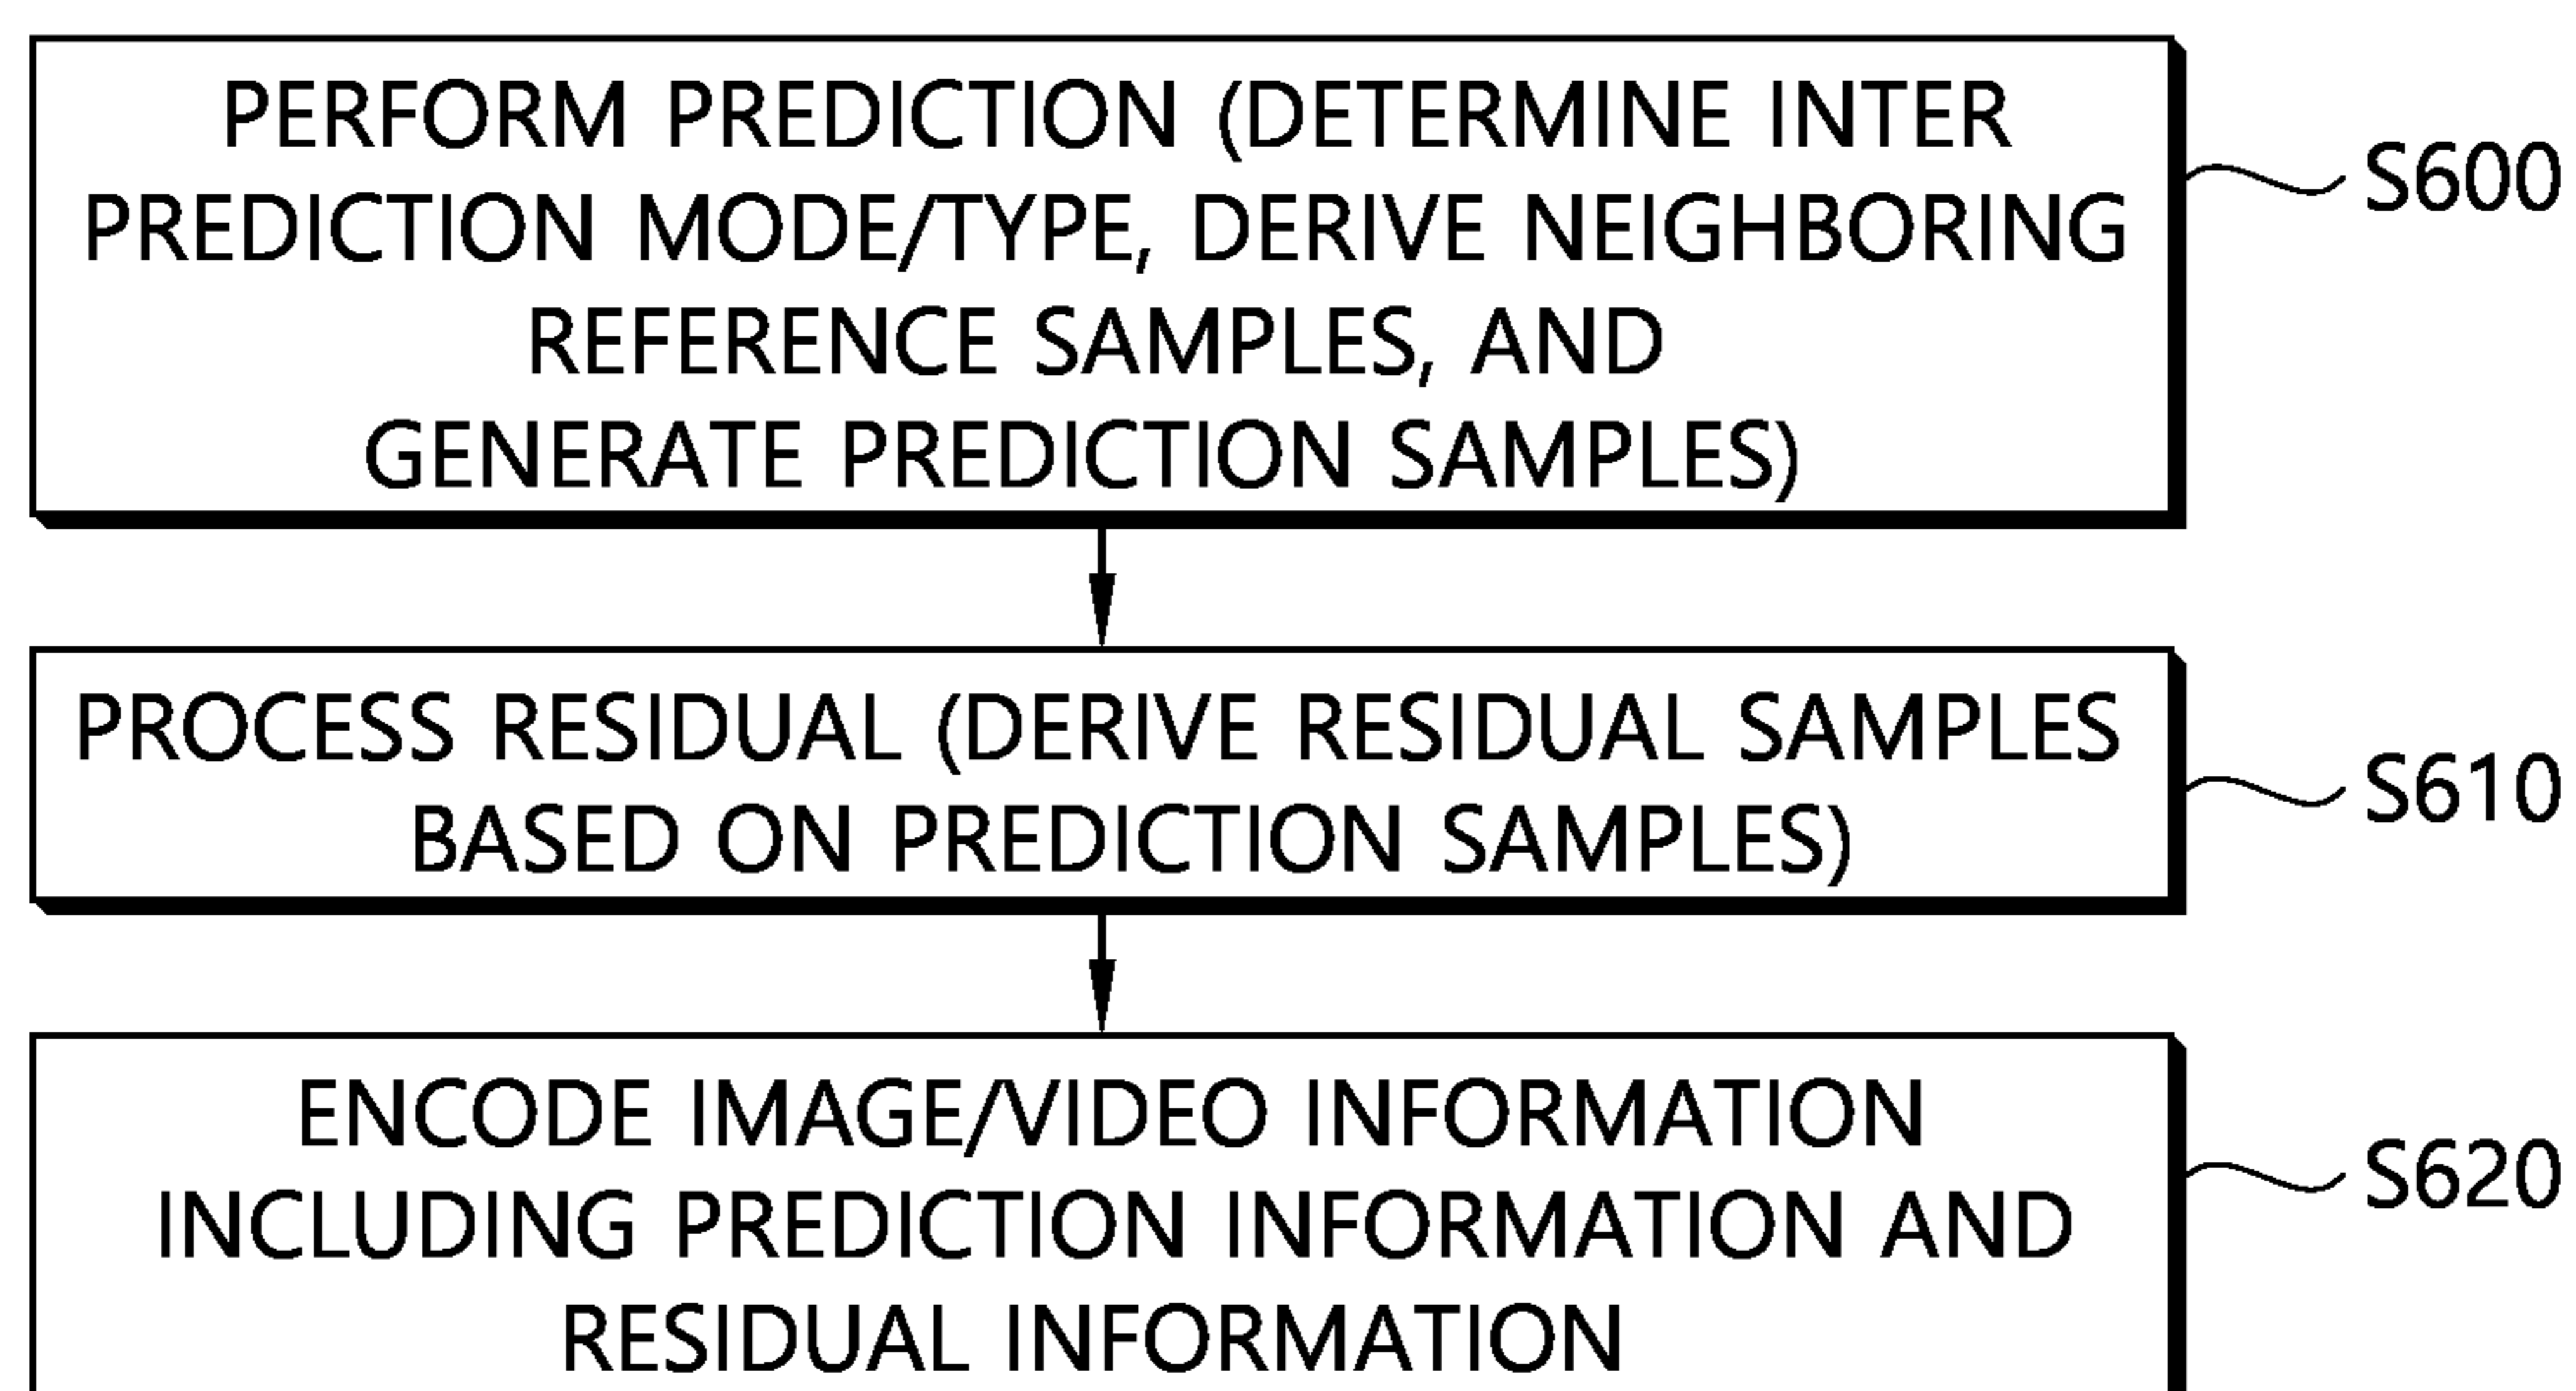 PERFORM PREDICTION (DETERMINE INTER
PREDICTION MODE/TYPE, DERIVE NEIGHBORING
REFERENCE SAMPLES, AND
GENERATE PREDICTION SAMPLES)
S600
PROCESS RESIDUAL (DERIVE RESIDUAL SAMPLES
BASED ON PREDICTION SAMPLES)
S610
ENCODE IMAGE/VIDEO INFORMATION
INCLUDING PREDICTION INFORMATION AND
RESIDUAL INFORMATION
S620